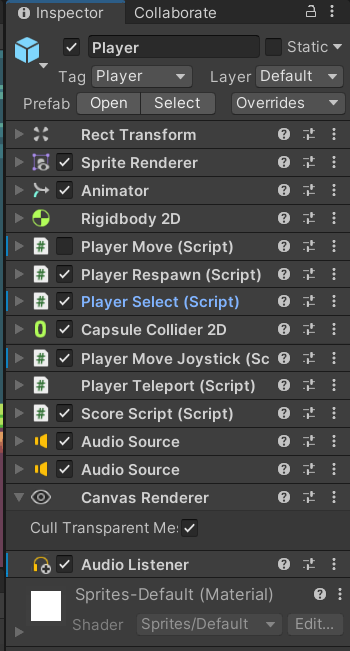 Inspector Collaborate
Player Static
Tag Player Layer Default
Prefab Open Select Overrides
Rect Transform
Sprite Renderer
Animator
Rigidbody 2D
Player Move (Script)
Player Respawn (Script)
Player Select (Script)
Capsule Collider 2D
Player Move Joystick (Sc
Player Teleport (Script)
Score Script (Script)
Audio Source
Audio Source
Canvas Renderer
Cull Transparent Mes
Audio Listener
Sprites-Default (Material)
Shader Sprites/Default Edit...